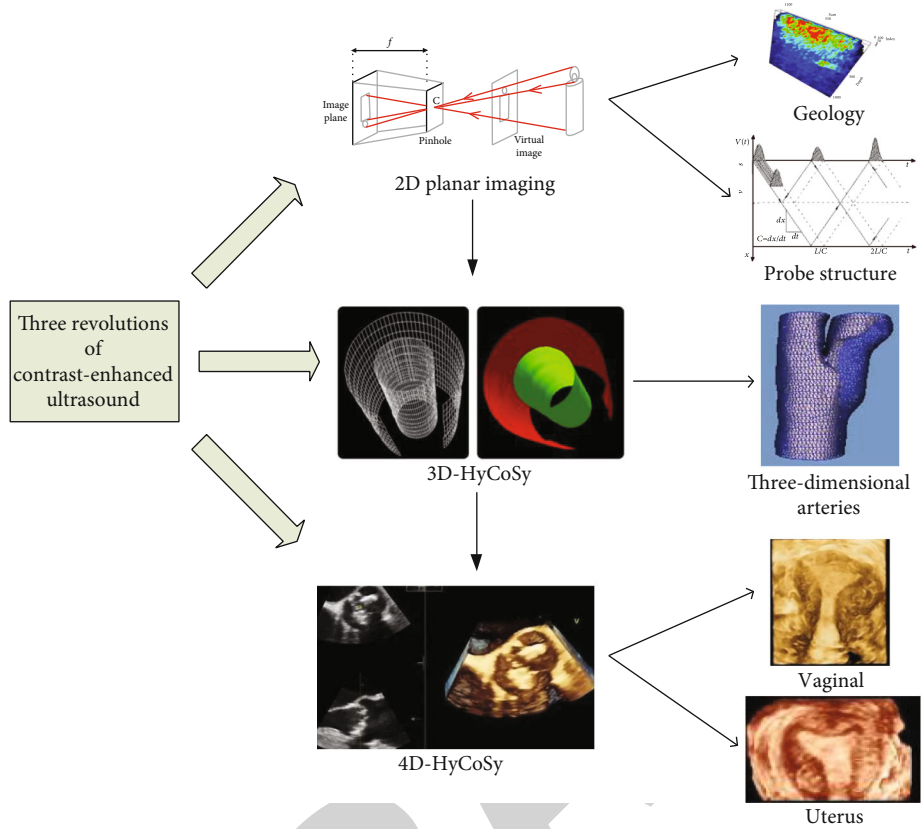 f
C
Image
plane
Pinhole
Virtual
image
2D planar imaging
Geology
V(t)
t
dx
dt
C=dx/dt
L/C
2L/C
t
x
Probe structure
Three revolutions
of
contrast-enhanced
ultrasound
3D-HyCoSy
Three-dimensional
arteries
4D-HyCoSy
V
Vaginal
Uterus